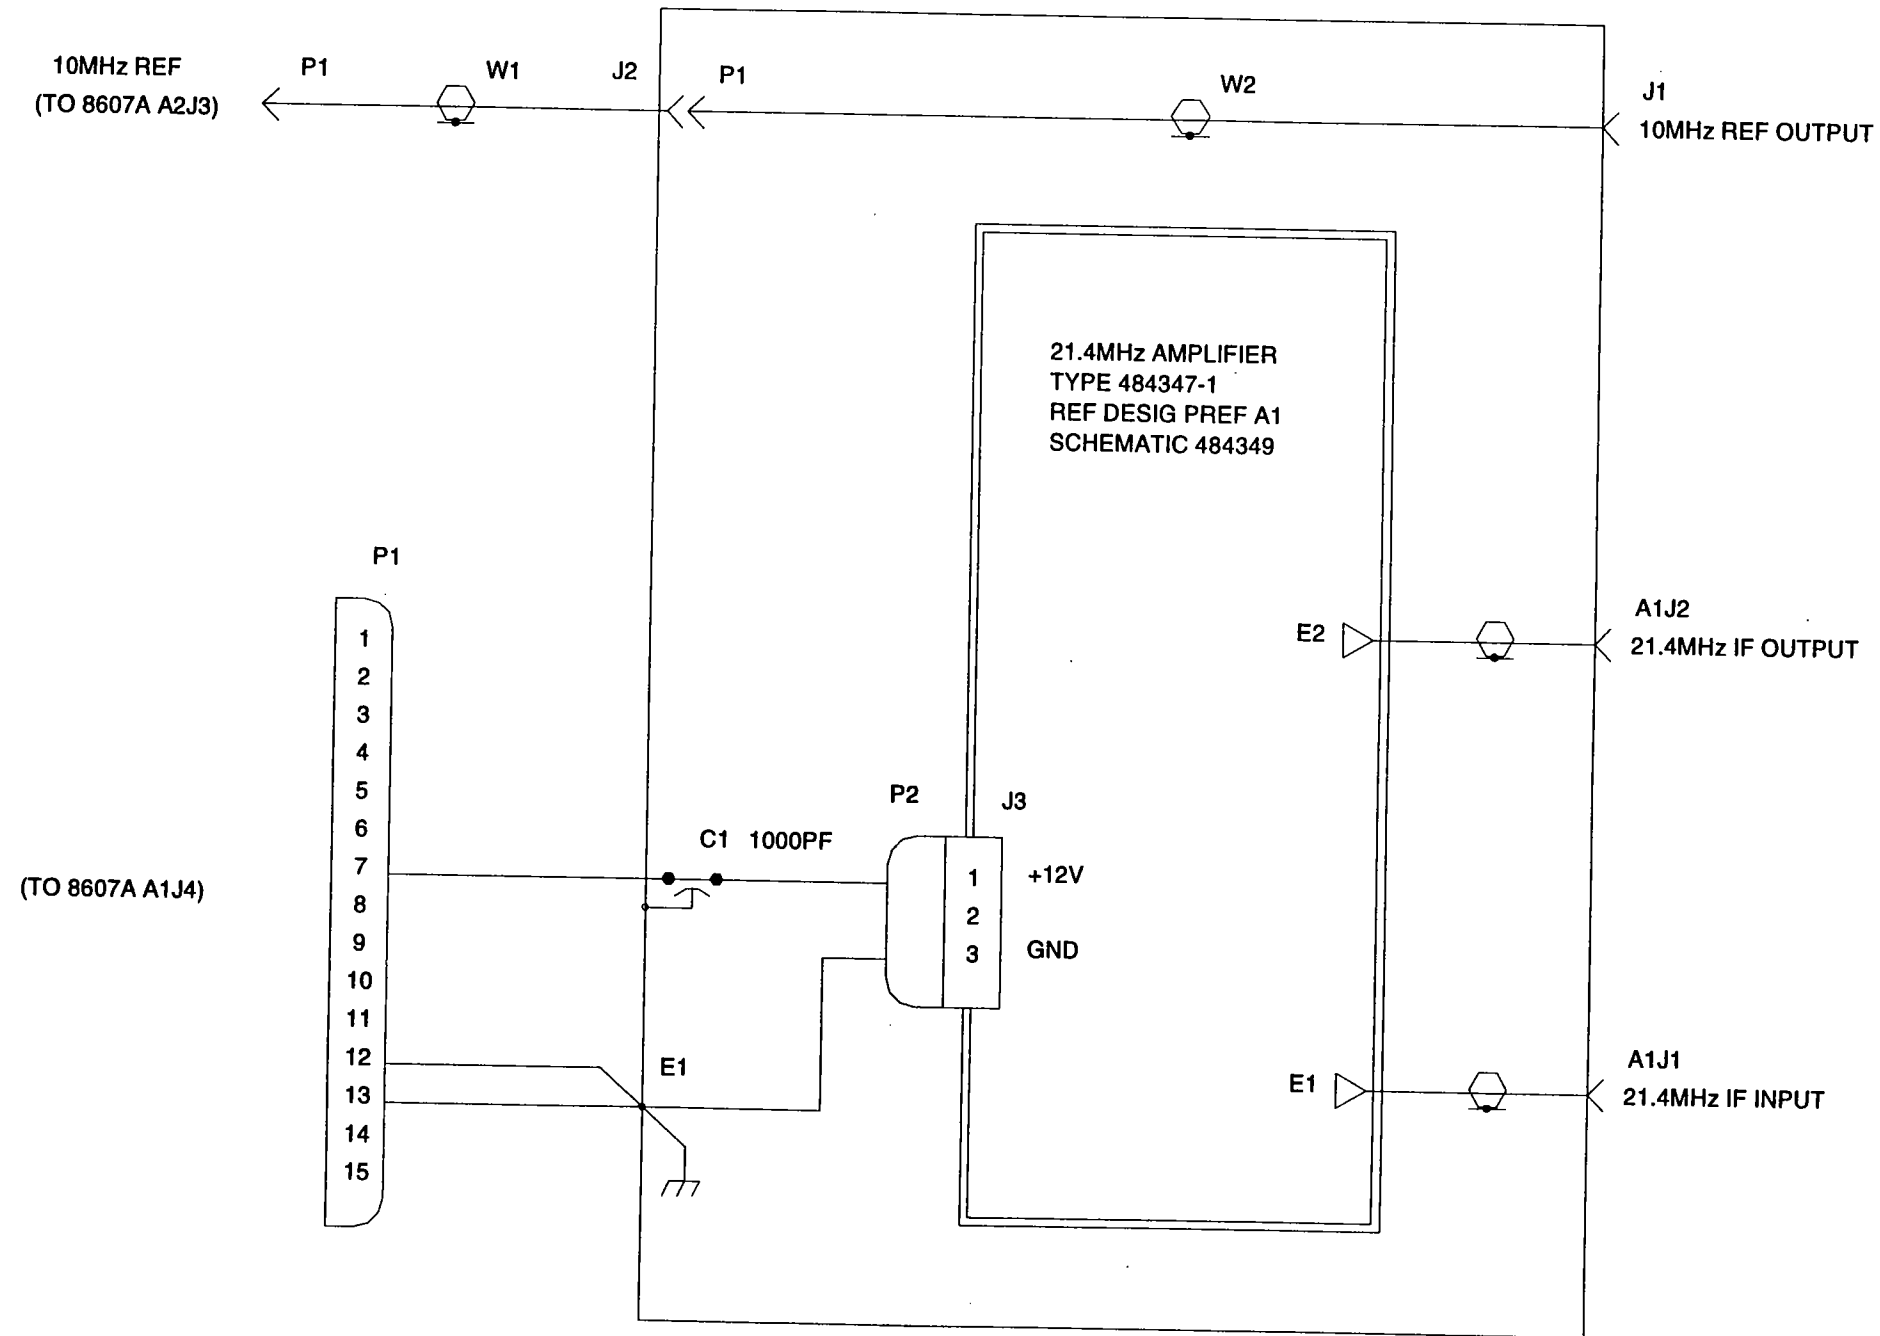 10MHz REF
(TO 8607A A2J3)
P1
W1
J2
P1
W2
J1
10MHz REF OUTPUT
21.4MHz AMPLIFIER
TYPE 484347-1
REF DESIG PREF A1
SCHEMATIC 484349
P1
1
2
3
4
5
6
7
8
9
10
11
12
13
14
15
(TO 8607A A1J4)
C1 1000PF
P2
J3
1 +12V
2
3 GND
E1
E2
A1J2
21.4MHz IF OUTPUT
E1
A1J1
21.4MHz IF INPUT